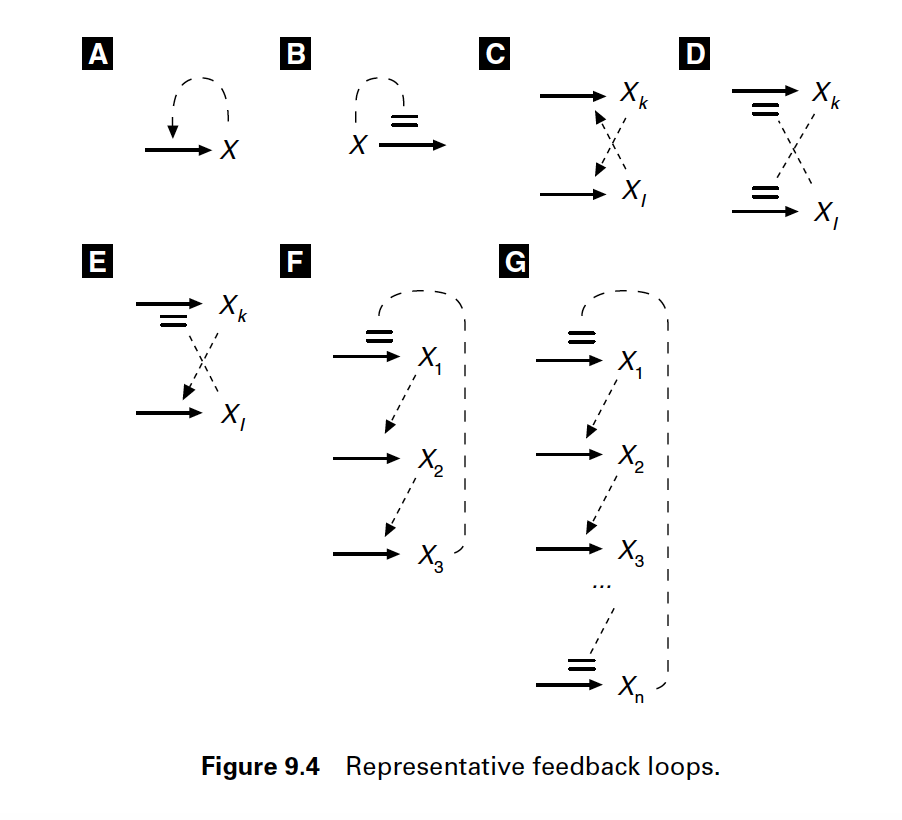 A
B
C
D
X
X
X_k
X_l
X_k
X_l
E
F
G
X_k
X_l
X_1
X_2
X_3
X_1
X_2
X_3
...
X_n
Figure 9.4 Representative feedback loops.